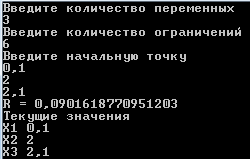 Введите количество переменных
3
Введите количество ограничений
6
Введите начальную точку
0,1
2
2,1
R = 0,0901618770951203
Текущие значения
X1 0,1
X2 2
X3 2,1